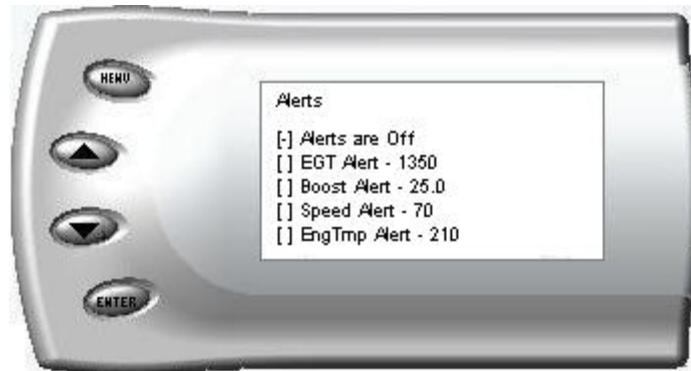 MENU
Alerts
[-] Alerts are Off
[ ] EGT Alert - 1350
[ ] Boost Alert - 25.0
[ ] Speed Alert - 70
[ ] EngTmp Alert - 210
ENTER